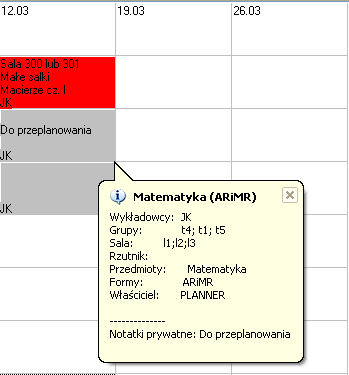 12.03
19.03
26.03
Sala 300 lub 301
Małe salki
Macierze cz. I
JK
Do przeplanowania
JK
JK
Matematyka (ARiMR)
Wykładowcy: JK
Grupy: t4; t1; t5
Sala: l1;l2;l3
Rzutnik:
Przedmioty: Matematyka
Formy: ARiMR
Właściciel: PLANNER
--------------
Notatki prywatne: Do przeplanowania